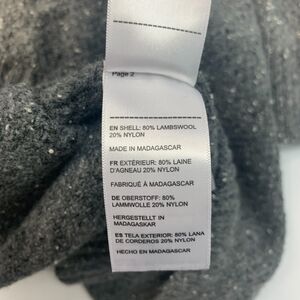 Page 2
EN SHELL: 80% LAMBSWOOL
20% NYLON
MADE IN MADAGASCAR
FR EXTÉRIEUR: 80% LAINE
D'AGNEAU 20% NYLON
FABRIQUÉ À MADAGASCAR
DE OBERSTOFF: 80%
LAMMWOLLE 20% NYLON
HERGESTELLT IN
MADAGASKAR
ES TELA EXTERIOR: 80% LANA
DE CORDEROS 20% NYLON
HECHO EN MADAGASCAR